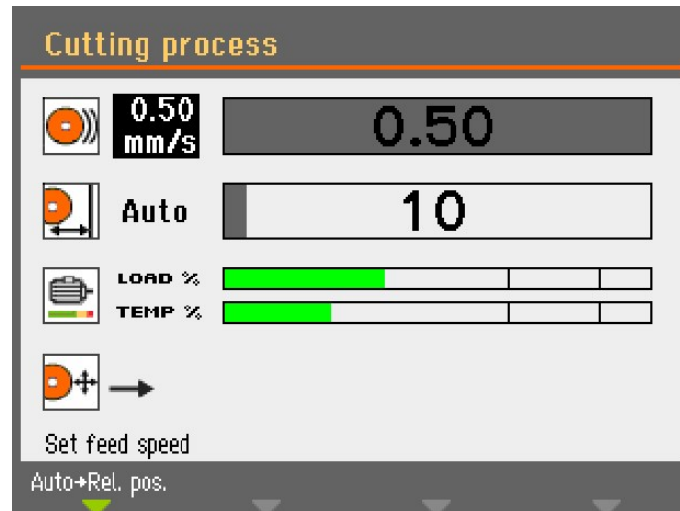 Cutting process
0.50
mm/s
0.50
Auto
10
LOAD %
TEMP %
Set feed speed
Auto→Rel. pos.